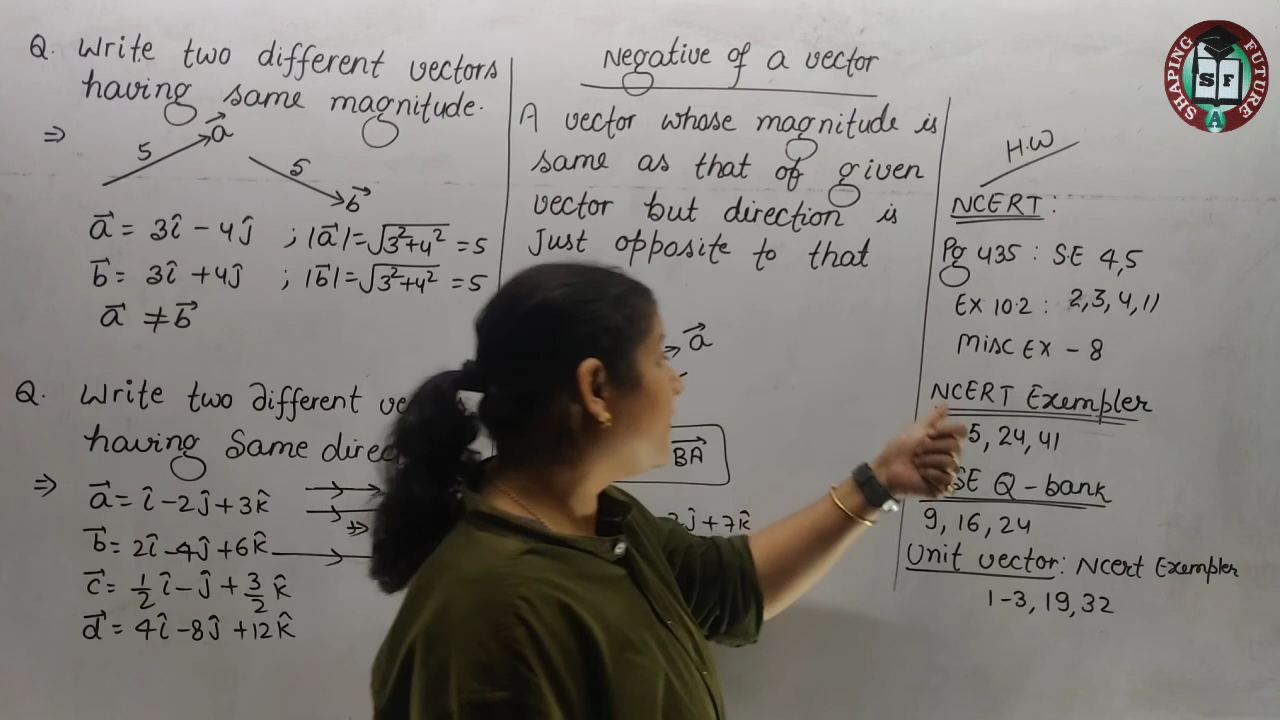 Q. Write two different vectors
having same magnitude.
⇒ 5 a⃗ 5 b⃗
a⃗ = 3î - 4ĵ ; |a⃗| = √3²+4² = 5
b⃗ = 3î + 4ĵ ; |b⃗| = √3²+4² = 5
a⃗ ≠ b⃗
Q. Write two different
having same
⇒ a⃗ = î - 2ĵ + 3k̂
b⃗ = 2î - 4ĵ + 6k̂
c⃗ = 1/2 î - ĵ + 3/2 k̂
d⃗ = 4î - 8ĵ + 12k̂
Negative of a vector
A vector whose magnitude is
same as that of given
vector but direction is
Just opposite to that
a⃗
BA⃗
ĵ + 7k̂
H.W
NCERT:
Pg 435 : S.E 4,5
Ex 10.2 : 2,3,4,11
Misc Ex - 8
NCERT Exempler
5, 24, 41
SE Q-bank
9, 16, 24
Unit vector: Ncert Exempler
1-3, 19, 32
SHAPING FUTURE
S F
A